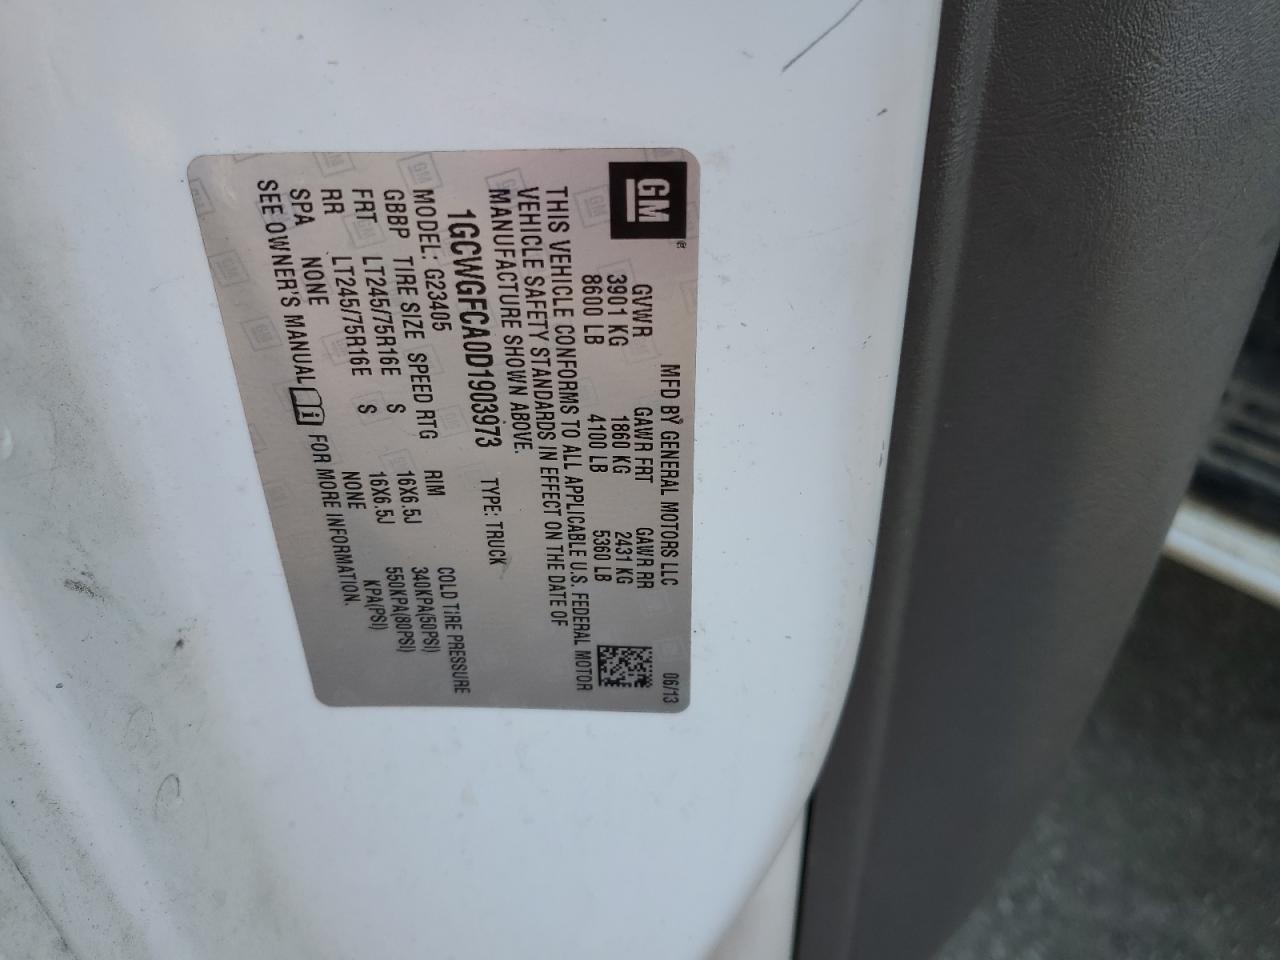 GM
MFD BY GENERAL MOTORS LLC 06/13
GVWR GAWR FRT GAWR RR
3901 KG 1860 KG 2431 KG
8600 LB 4100 LB 5360 LB
THIS VEHICLE CONFORMS TO ALL APPLICABLE U.S. FEDERAL MOTOR
VEHICLE SAFETY STANDARDS IN EFFECT ON THE DATE OF
MANUFACTURE SHOWN ABOVE.
1GCWGFCA0D1903973 TYPE: TRUCK
MODEL: G23405
GBBP TIRE SIZE SPEED RTG RIM COLD TIRE PRESSURE
FRT LT245/75R16E S 16X6.5J 340KPA(50PSI)
RR LT245/75R16E S 16X6.5J 550KPA(80PSI)
SPA NONE NONE KPA(PSI)
SEE OWNER'S MANUAL i FOR MORE INFORMATION.